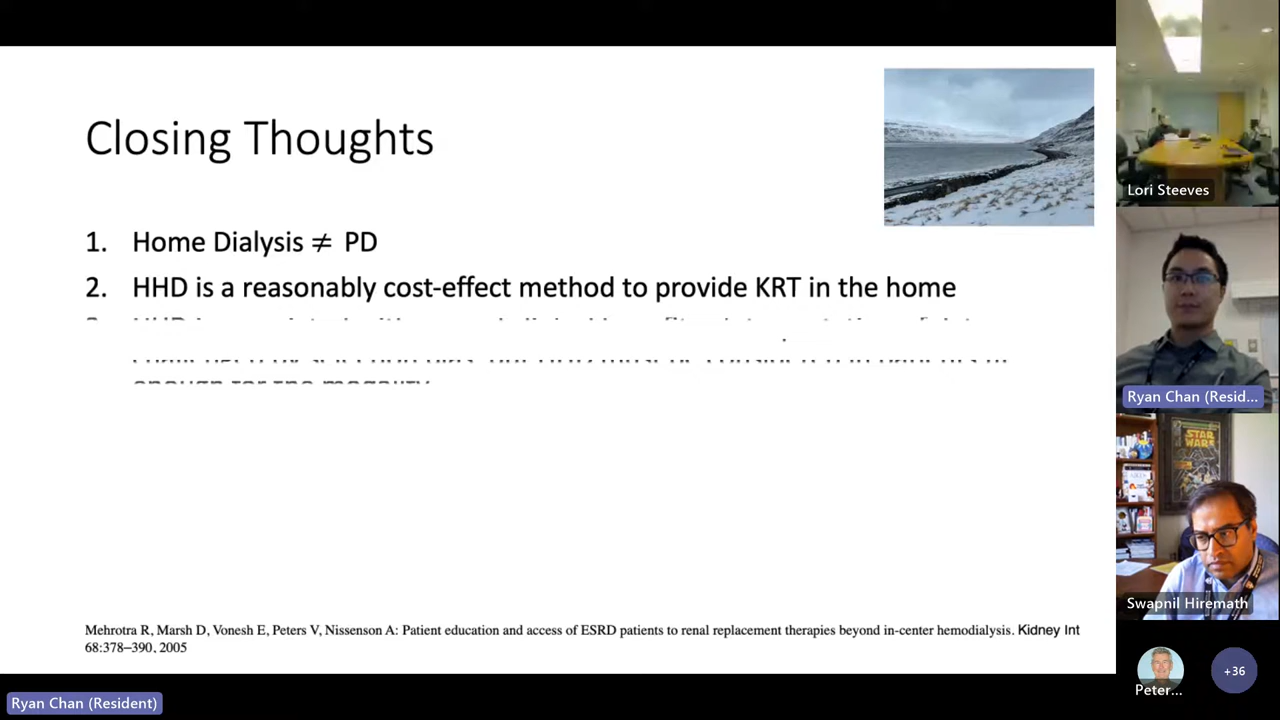 Closing Thoughts
1. Home Dialysis ≠ PD
2. HHD is a reasonably cost-effect method to provide KRT in the home
Mehrotra R, Marsh D, Vonesh E, Peters V, Nissenson A: Patient education and access of ESRD patients to renal replacement therapies beyond in-center hemodialysis. Kidney Int
68:378–390, 2005
Ryan Chan (Resident)
Lori Steeves
Ryan Chan (Resid...
STAR WARS
Swapnil Hiremath
Peter...
+36